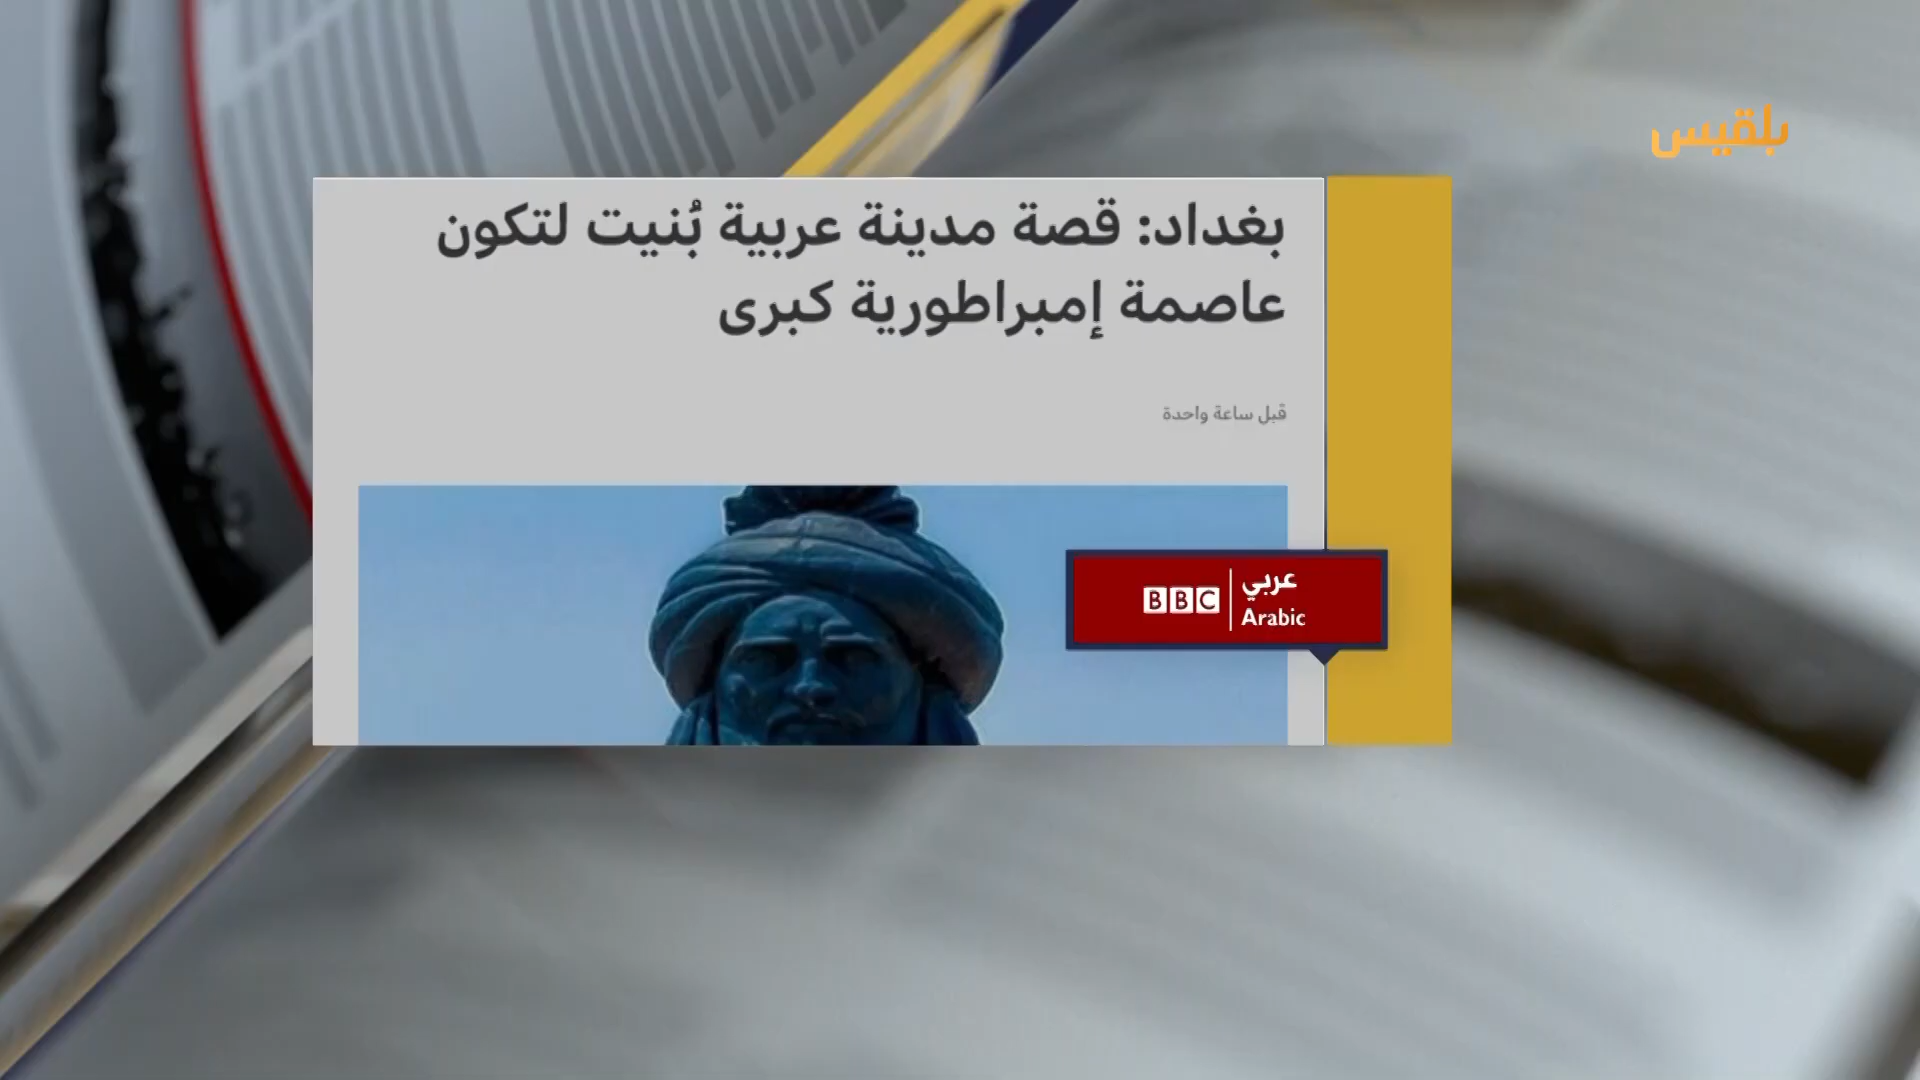 بلقيس
بغداد: قصة مدينة عربية بُنيت لتكون
عاصمة إمبراطورية كبرى
قبل ساعة واحدة
BBC عربي
Arabic